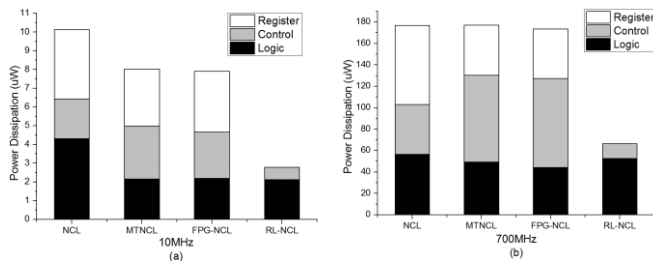 11
10
9
8
7
6
5
4
3
2
1
0
Power Dissipation (uW)
Register
Control
Logic
NCL MTNCL FPG-NCL RL-NCL
10MHz
(a)
180
160
140
120
100
80
60
40
20
0
Power Dissipation (uW)
Register
Control
Logic
NCL MTNCL FPG-NCL RL-NCL
700MHz
(b)